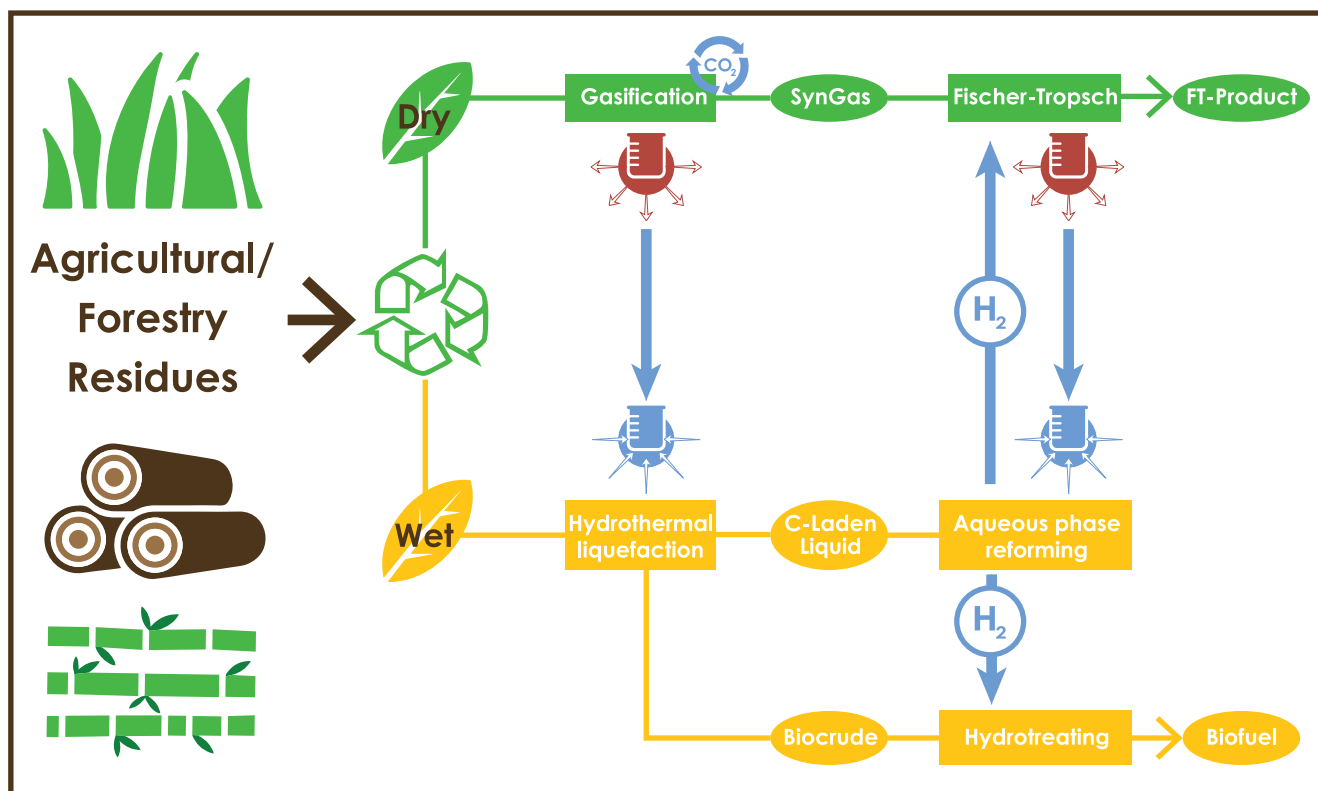 Agricultural/
Forestry
Residues
Dry
Gasification
CO₂
SynGas
Fischer-Tropsch
FT-Product
H₂
Wet
Hydrothermal
liquefaction
C-Laden
Liquid
Aqueous phase
reforming
H₂
Biocrude
Hydrotreating
Biofuel